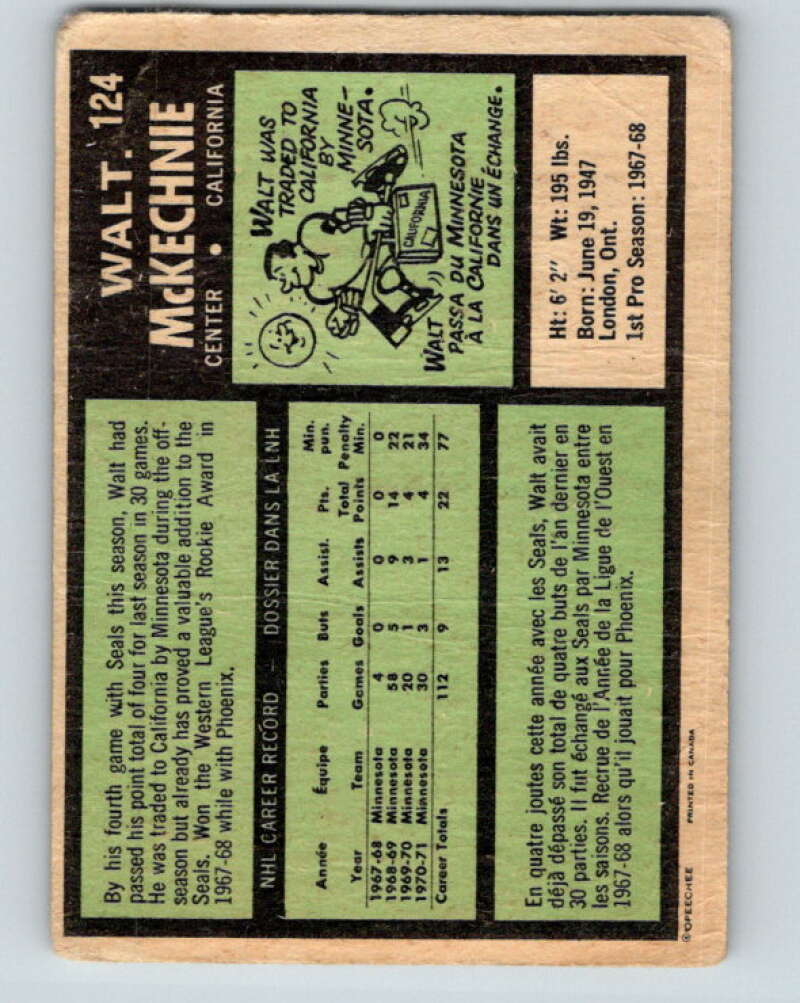 WALT. 124
McKECHNIE
CENTER • CALIFORNIA
By his fourth game with Seals this season, Walt had
passed his point total of four for last season in 30 games.
He was traded to California by Minnesota during the off-
season but already has proved a valuable addition to the
Seals. Won the Western League's Rookie Award in
1967-68 while with Phoenix.
WALT WAS
TRADED TO
CALIFORNIA
BY
MINNE-
SOTA.
CALIFORNIA
WALT
PASSA DU MINNESOTA
À LA CALIFORNIE
DANS UN ÉCHANGE.
NHL CAREER RECORD — DOSSIER DANS LA LNH
Année Équipe Parties Buts Assist. Pts. Min. pun.
Year Team Games Goals Assists Total Points Penalty Min.
1967-68 Minnesota 4 0 0 0 0
1968-69 Minnesota 58 5 9 14 22
1969-70 Minnesota 20 1 3 4 21
1970-71 Minnesota 30 3 1 4 34
Career Totals 112 9 13 22 77
Ht: 6' 2" Wt: 195 lbs.
Born: June 19, 1947
London, Ont.
1st Pro Season: 1967-68
En quatre joutes cette année avec les Seals, Walt avait
déjà dépassé son total de quatre buts de l'an dernier en
30 parties. Il fut échangé aux Seals par Minnesota entre
les saisons. Recrue de l'Année de la Ligue de l'Ouest en
1967-68 alors qu'il jouait pour Phoenix.
©OPEECHEE PRINTED IN CANADA